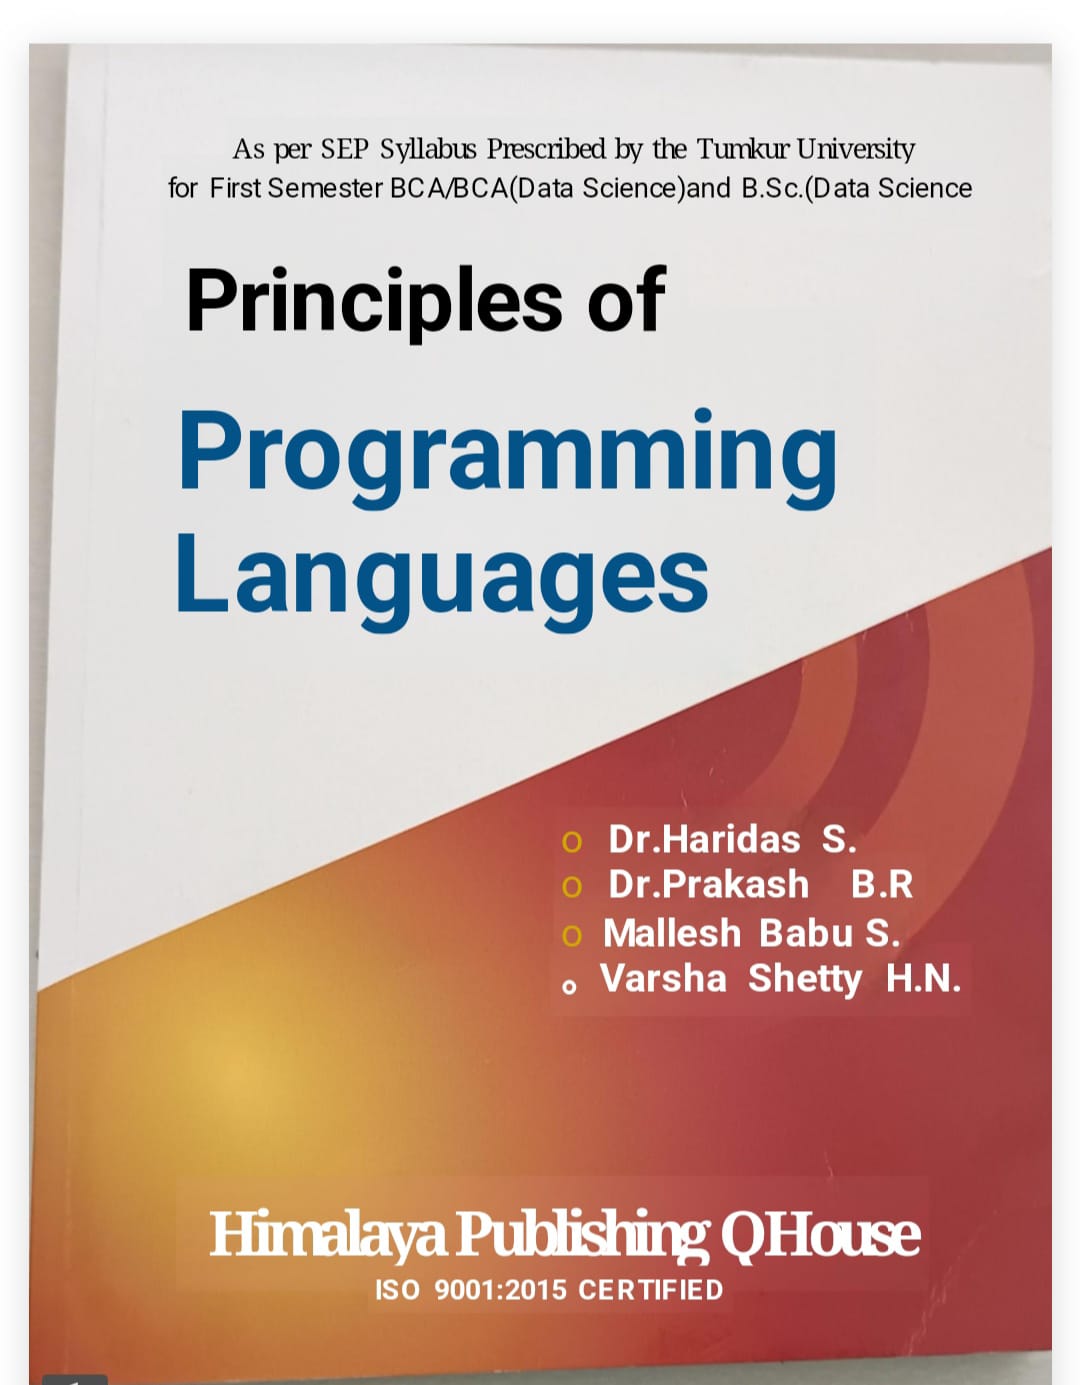 As per SEP Syllabus Prescribed by the Tumkur University
for First Semester BCA/BCA(Data Science)and B.Sc.(Data Science
Principles of
Programming
Languages
o Dr.Haridas S.
o Dr.Prakash B.R
o Mallesh Babu S.
o Varsha Shetty H.N.
Himalaya Publishing QHouse
ISO 9001:2015 CERTIFIED